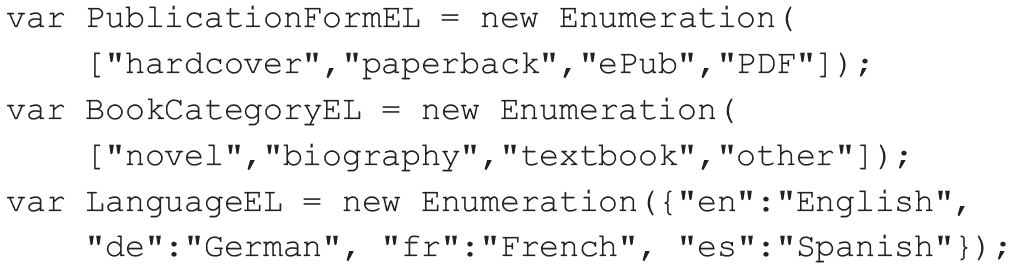 var PublicationFormEL = new Enumeration(
    ["hardcover","paperback","ePub","PDF"]);
var BookCategoryEL = new Enumeration(
    ["novel","biography","textbook","other"]);
var LanguageEL = new Enumeration({"en":"English",
    "de":"German", "fr":"French", "es":"Spanish"});